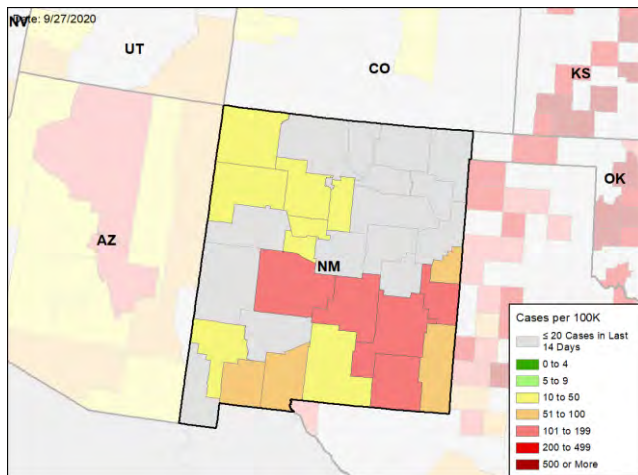 Date: 9/27/2020
NV
UT
CO
KS
OK
AZ
NM
Cases per 100K
≤ 20 Cases in Last
14 Days
0 to 4
5 to 9
10 to 50
51 to 100
101 to 199
200 to 499
500 or More